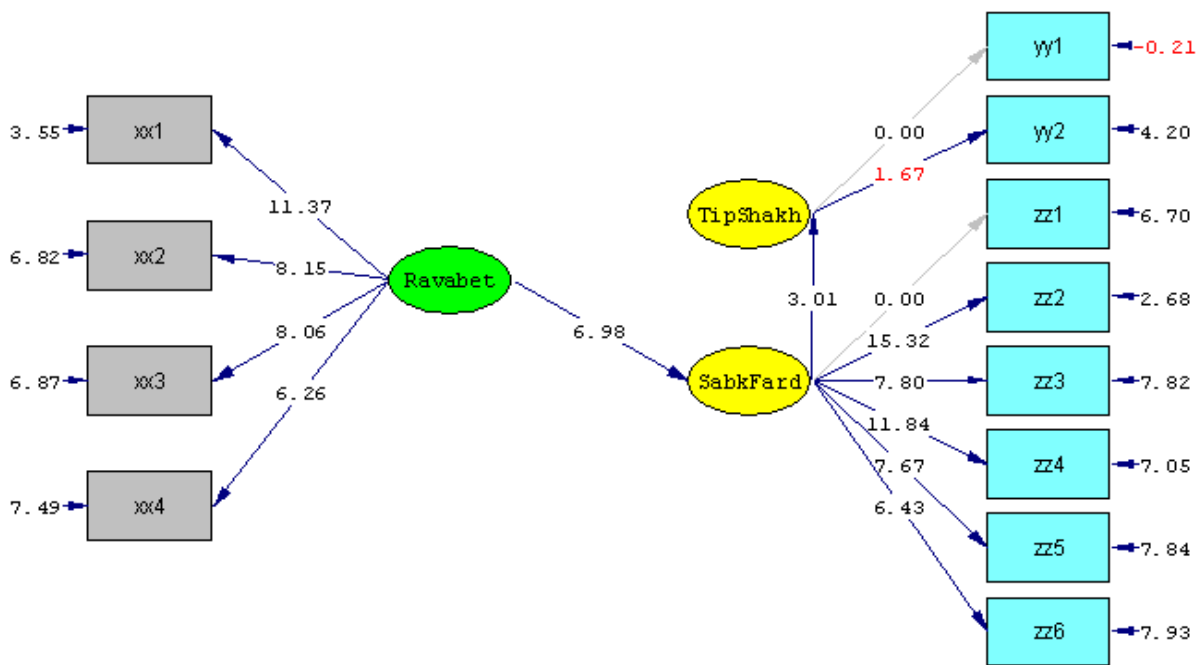 yy1
-0.21
3.55
xx1
0.00
yy2
4.20
1.67
11.37
TipShakh
zz1
6.70
6.82
xx2
8.15
Ravabet
3.01
0.00
zz2
2.68
8.06
6.98
15.32
6.87
xx3
SabkFard
7.80
zz3
7.82
6.26
11.84
7.67
zz4
7.05
7.49
xx4
6.43
zz5
7.84
zz6
7.93